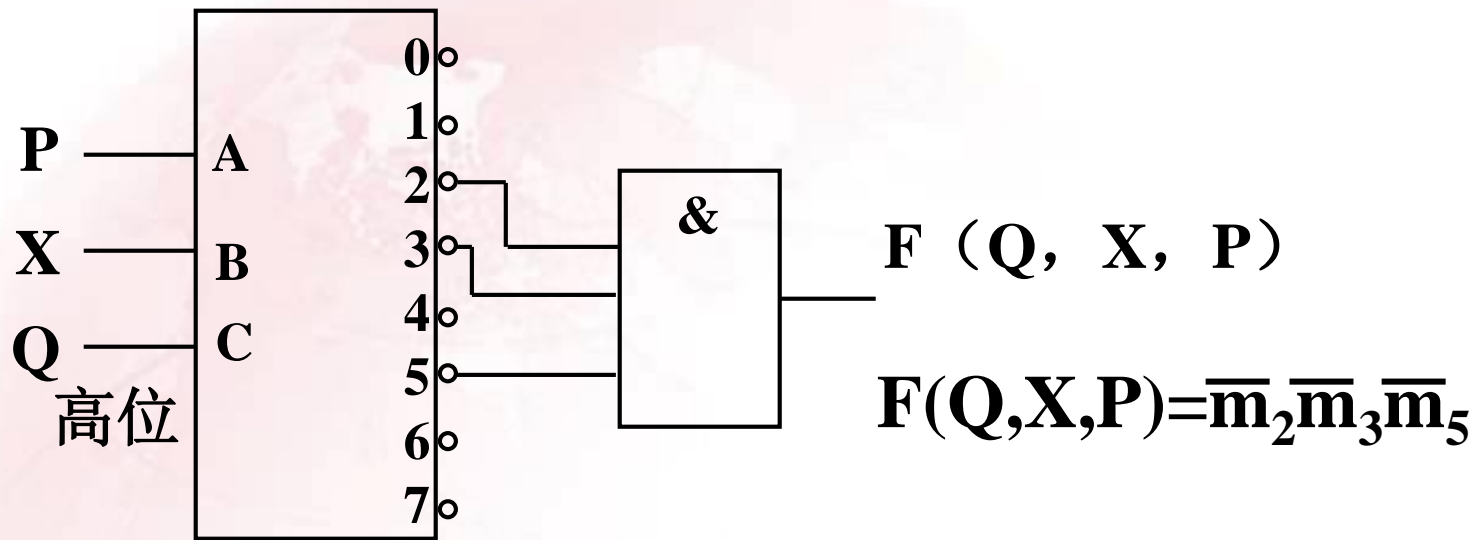 0
1
P A
2
&
F（Q，X，P）
X B
3
4
Q C
5
高位
F(Q,X,P)=m̅₂m̅₃m̅₅
6
7